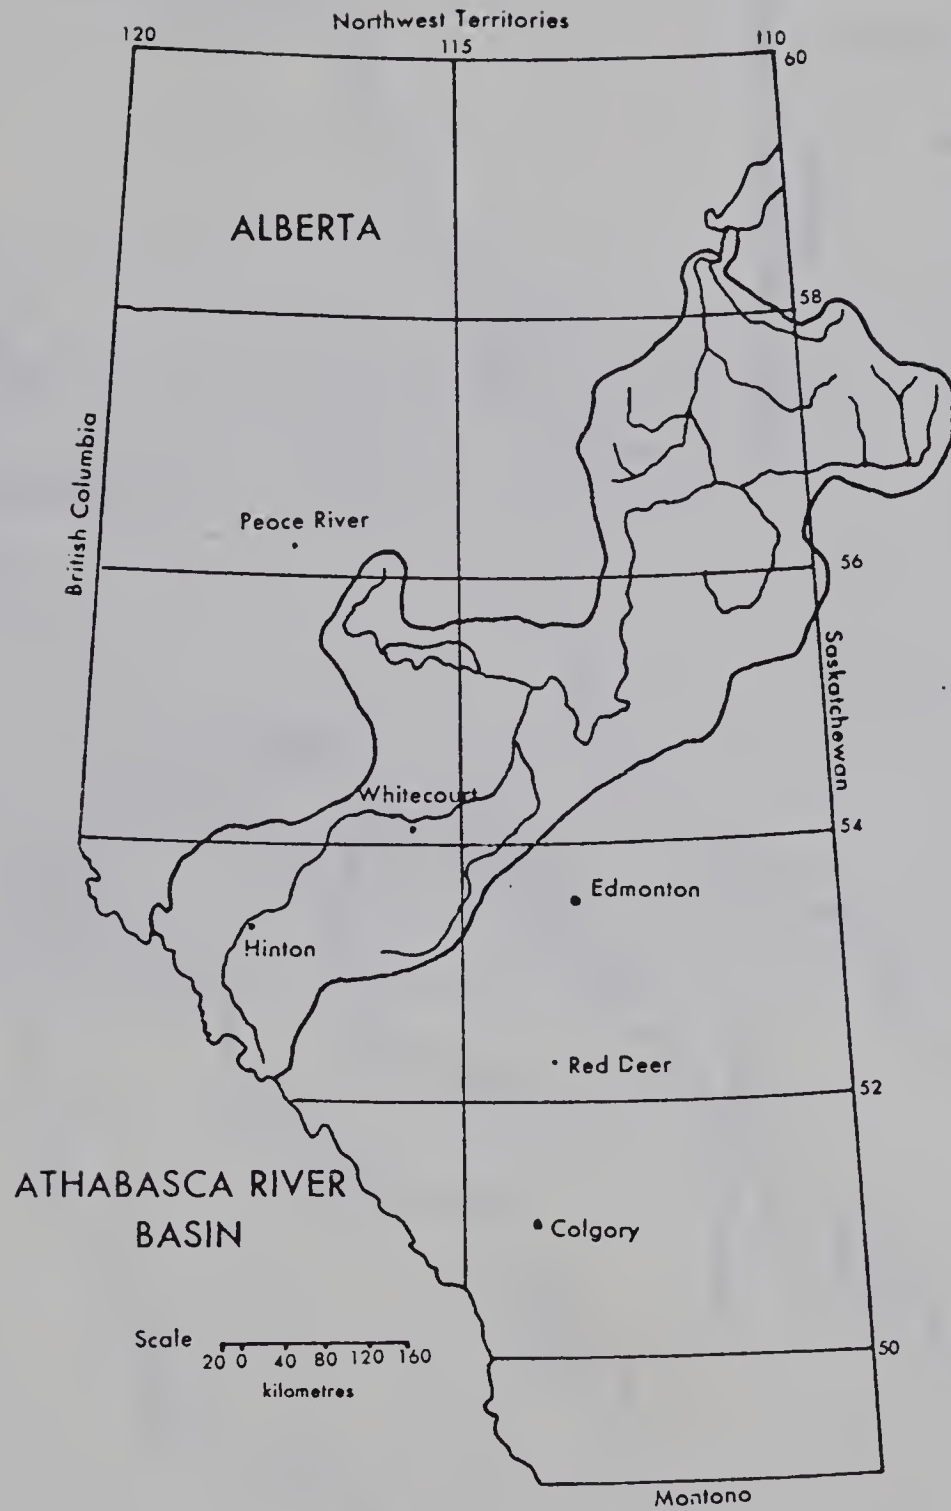 Northwest Territories
120
115
110
60
ALBERTA
58
British Columbia
Peoce River
56
Saskatchewan
Whitecourt
54
Edmonton
Hinton
Red Deer
52
ATHABASCA RIVER
BASIN
Colgory
Scale
20 0 40 80 120 160
kilometres
50
Montono